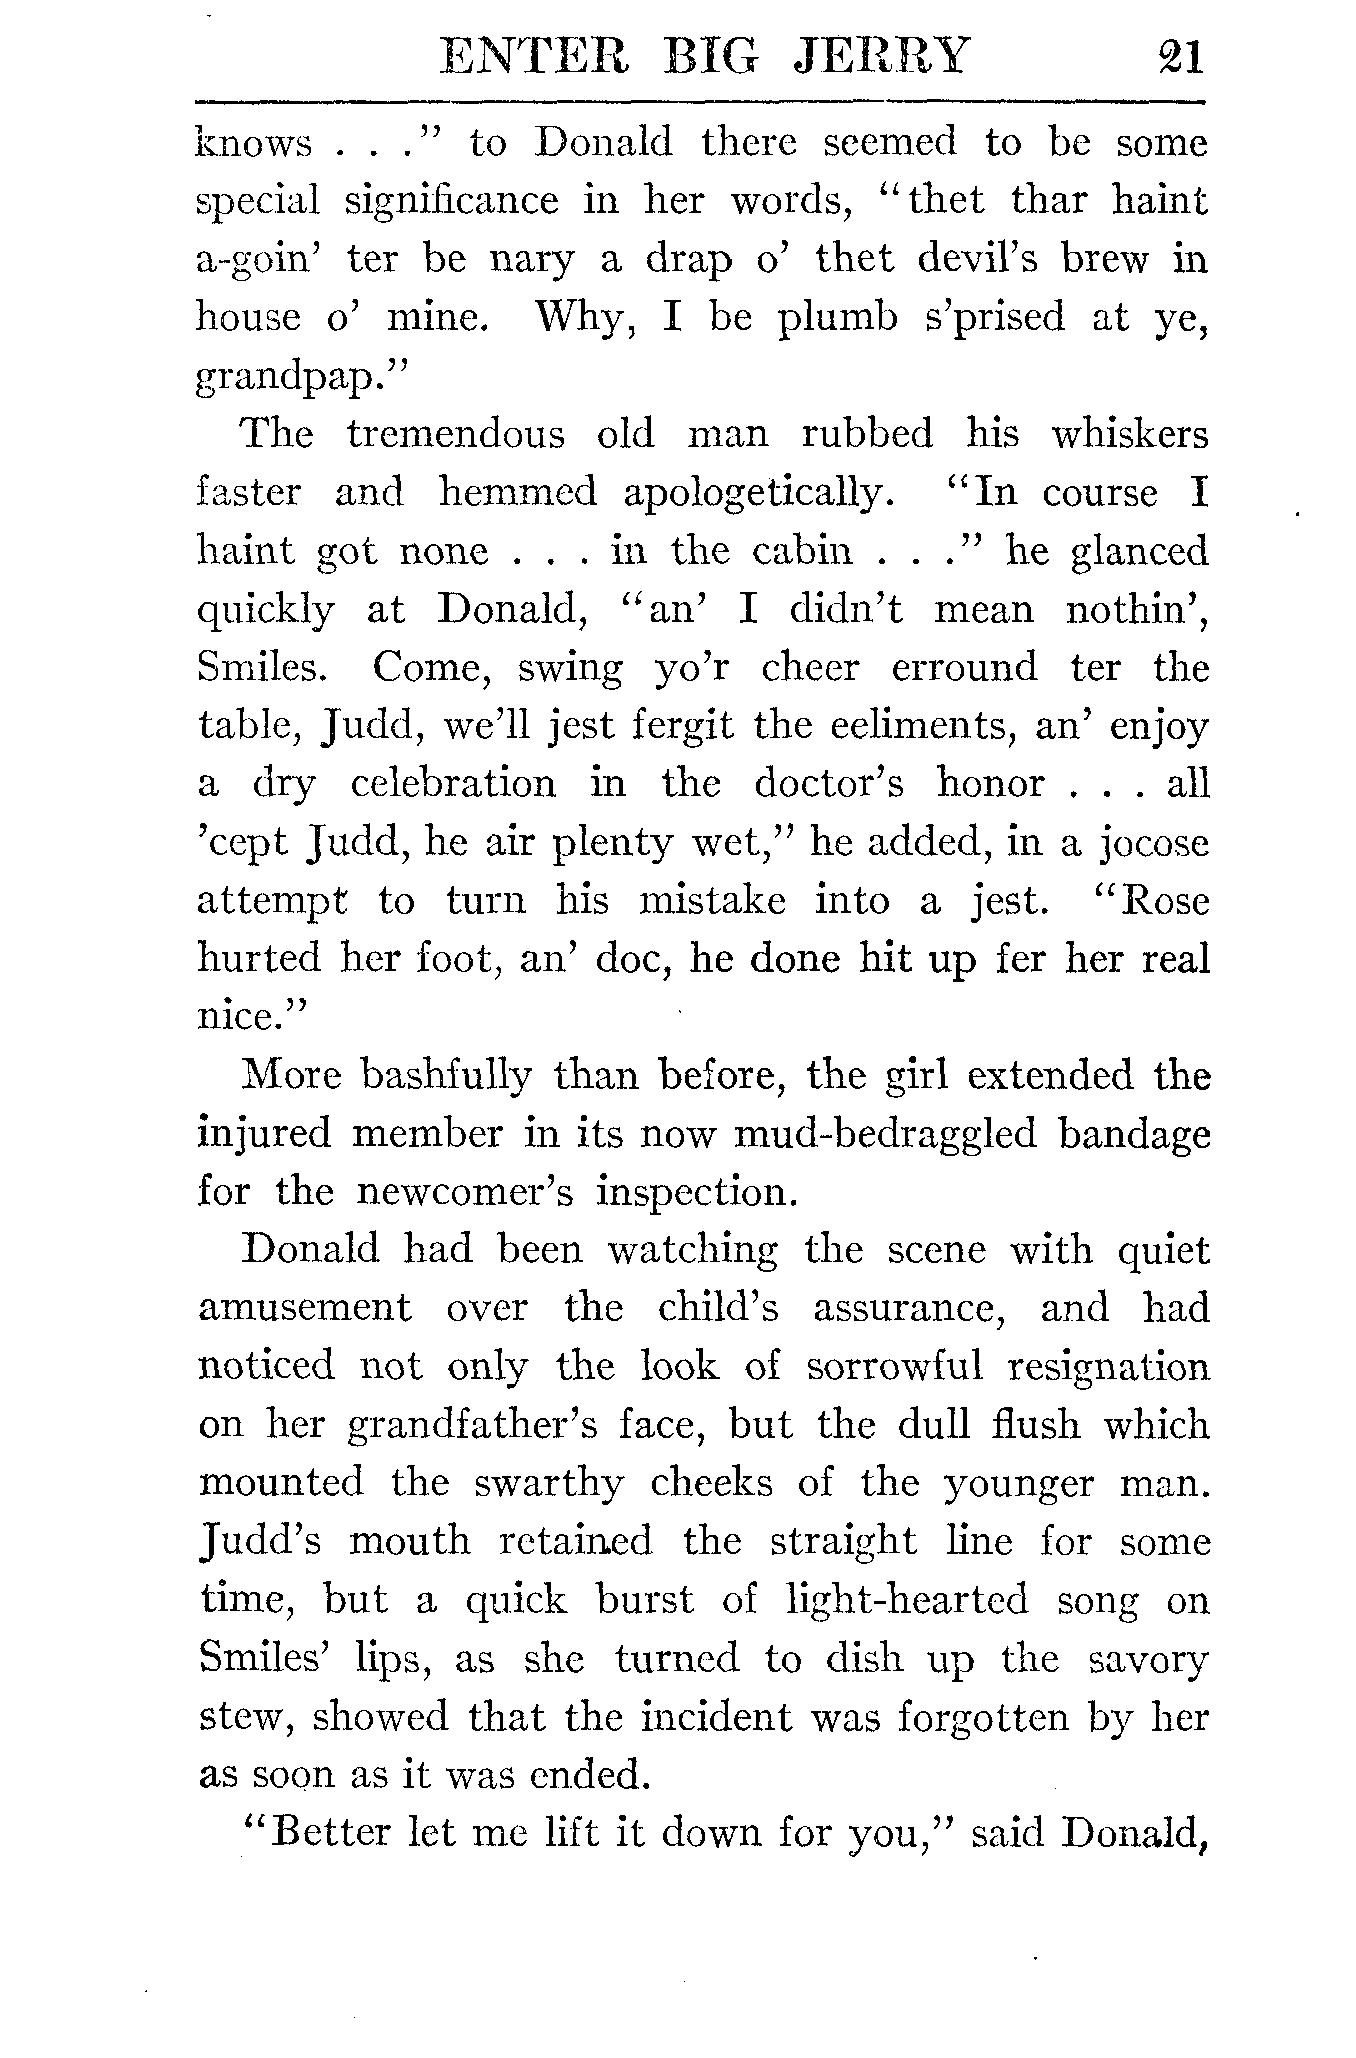 ENTER BIG JERRY 21
knows . . ." to Donald there seemed to be some
special significance in her words, "thet thar haint
a-goin' ter be nary a drap o' thet devil's brew in
house o' mine. Why, I be plumb s'prised at ye,
grandpap."
The tremendous old man rubbed his whiskers
faster and hemmed apologetically. "In course I
haint got none . . . in the cabin . . ." he glanced
quickly at Donald, "an' I didn't mean nothin',
Smiles. Come, swing yo'r cheer erround ter the
table, Judd, we'll jest fergit the eeliments, an' enjoy
a dry celebration in the doctor's honor . . . all
'cept Judd, he air plenty wet," he added, in a jocose
attempt to turn his mistake into a jest. "Rose
hurted her foot, an' doc, he done hit up fer her real
nice."
More bashfully than before, the girl extended the
injured member in its now mud-bedraggled bandage
for the newcomer's inspection.
Donald had been watching the scene with quiet
amusement over the child's assurance, and had
noticed not only the look of sorrowful resignation
on her grandfather's face, but the dull flush which
mounted the swarthy cheeks of the younger man.
Judd's mouth retained the straight line for some
time, but a quick burst of light-hearted song on
Smiles' lips, as she turned to dish up the savory
stew, showed that the incident was forgotten by her
as soon as it was ended.
"Better let me lift it down for you," said Donald,